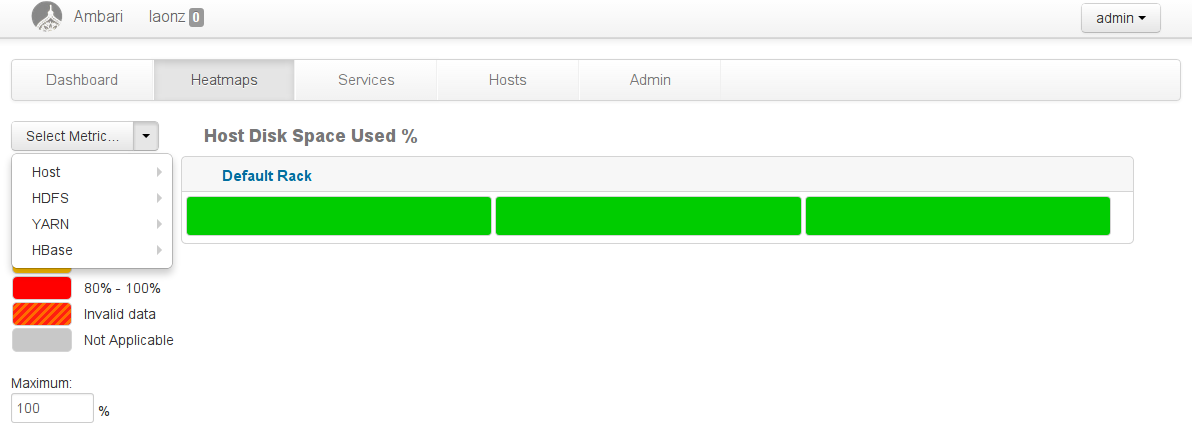 Ambari laonz 0 admin
Dashboard Heatmaps Services Hosts Admin
Select Metric... Host Disk Space Used %
Host
HDFS
YARN
HBase
Default Rack
80% - 100%
Invalid data
Not Applicable
Maximum:
100 %